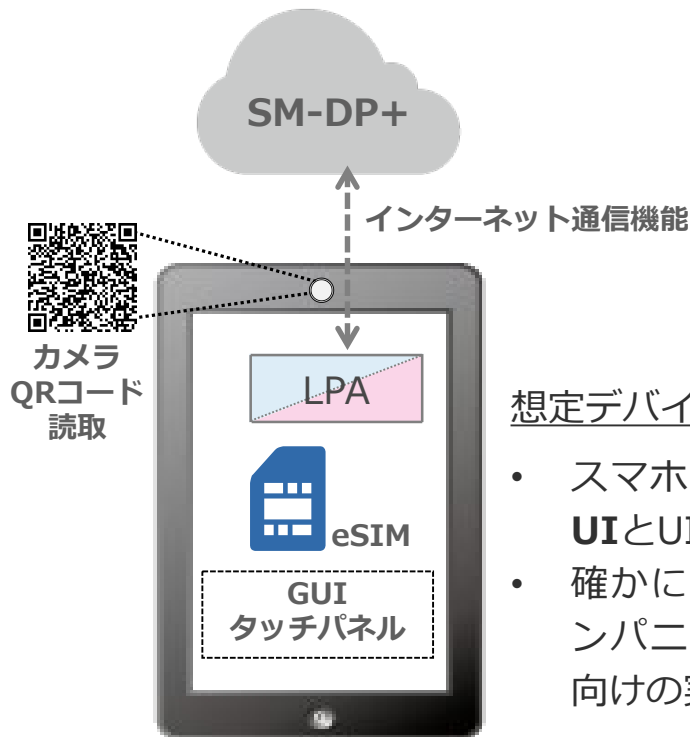 SM-DP+
インターネット通信機能
カメラ
QRコード
読取
LPA
eSIM
GUI
タッチパネル
想定デバイ
• スマホ
UIとUI
• 確かに
ンパニ
向けの